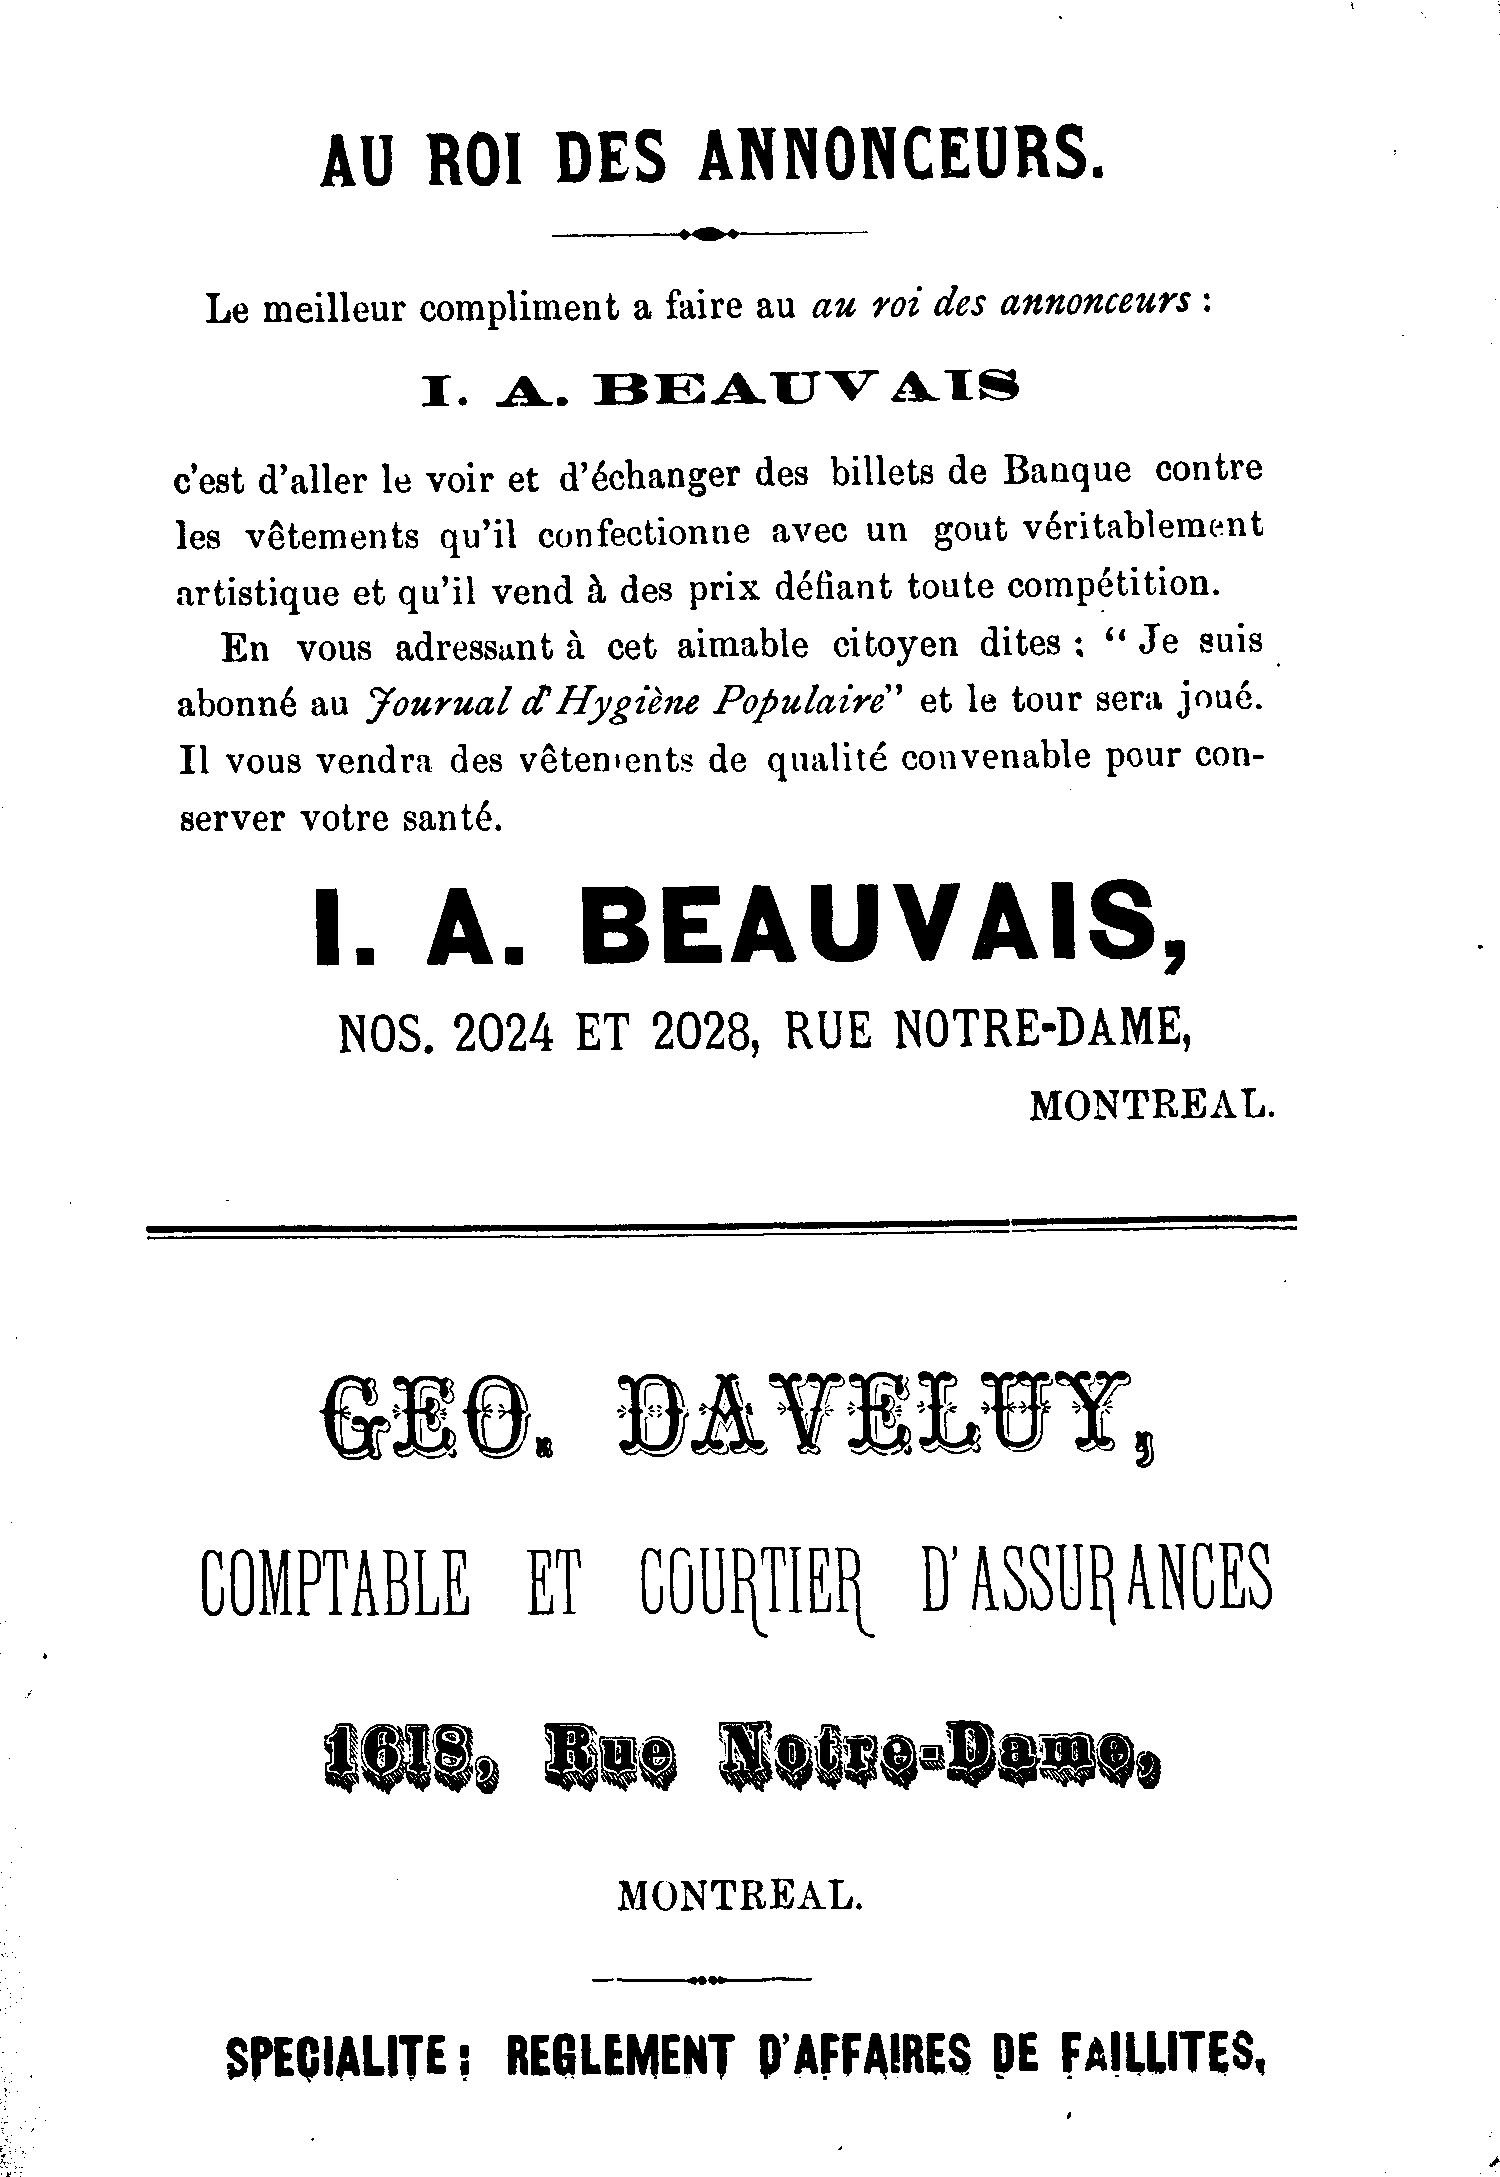 AU ROI DES ANNONCEURS.
Le meilleur compliment a faire au au roi des annonceurs :
I. A. BEAUVAIS
c'est d'aller le voir et d'échanger des billets de Banque contre
les vêtements qu'il confectionne avec un gout véritablement
artistique et qu'il vend à des prix défiant toute compétition.
En vous adressant à cet aimable citoyen dites : “ Je suis
abonné au Jourual d'Hygiène Populaire” et le tour sera joué.
Il vous vendra des vêtements de qualité convenable pour con-
server votre santé.
I. A. BEAUVAIS,
NOS. 2024 ET 2028, RUE NOTRE-DAME,
MONTREAL.
GEO. DAVELUY,
COMPTABLE ET COURTIER D'ASSURANCES
1618, Rue Notre-Dame,
MONTREAL.
SPECIALITE : REGLEMENT D'AFFAIRES DE FAILLITES,